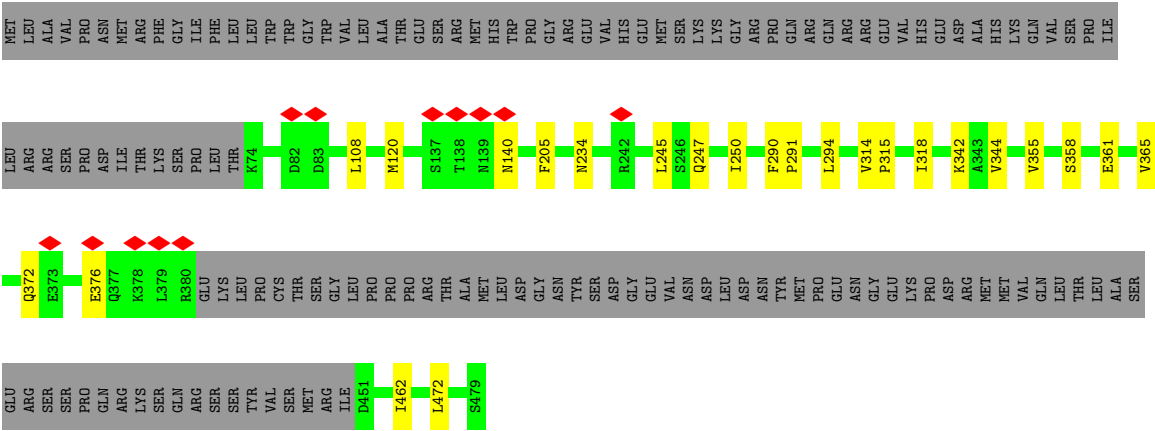 MET LEU ALA VAL PRO ASN MET ARG PHE GLY ILE PHE LEU LEU TRP TRP GLY TRP VAL LEU ALA THR GLU SER ARG MET HIS TRP PRO GLY ARG GLU VAL HIS GLU MET SER LYS LYS GLY ARG PRO GLN ARG GLN ARG ARG GLU VAL HIS GLU ASP ALA HIS LYS GLN VAL SER PRO ILE
LEU ARG ARG SER PRO ASP ILE THR LYS SER PRO LEU THR K74 D82 D83 L108 M120 S137 T138 N139 N140 F205 N234 R242 L245 S246 Q247 I250 F290 P291 L294 V314 P315 I318 K342 A343 V344 V355 S358 E361 V365
Q372 E373 E376 Q377 K378 L379 R380 GLU LYS LEU PRO CYS THR SER GLY LEU PRO PRO PRO ARG THR ALA MET LEU ASP GLY ASN TYR SER ASP GLY GLU VAL ASN ASP LEU ASP ASN TYR MET PRO GLU ASN GLY GLU LYS PRO ASP ARG MET MET VAL GLN LEU THR LEU ALA SER
GLU ARG SER SER PRO GLN ARG LYS SER GLN ARG SER SER TYR VAL SER MET ARG ILE D451 I462 L472 S479